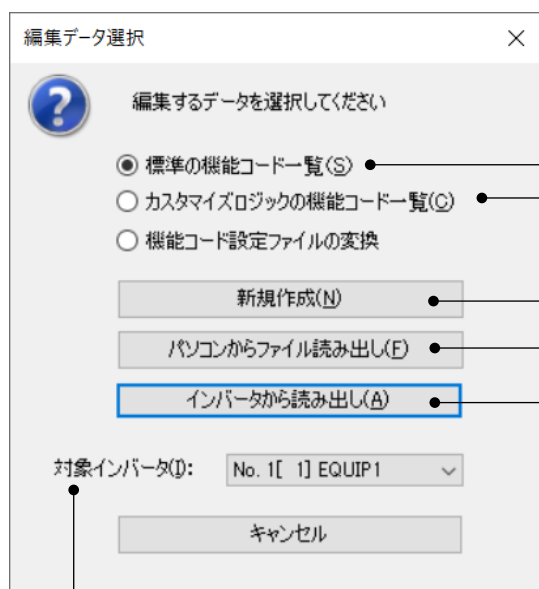 編集データ選択
編集するデータを選択してください
標準の機能コード一覧(S)
カスタマイズロジックの機能コード一覧(C)
機能コード設定ファイルの変換
新規作成(N)
パソコンからファイル読み出し(F)
インバータから読み出し(A)
対象インバータ(I): No. 1[ 1] EQUIP1
キャンセル